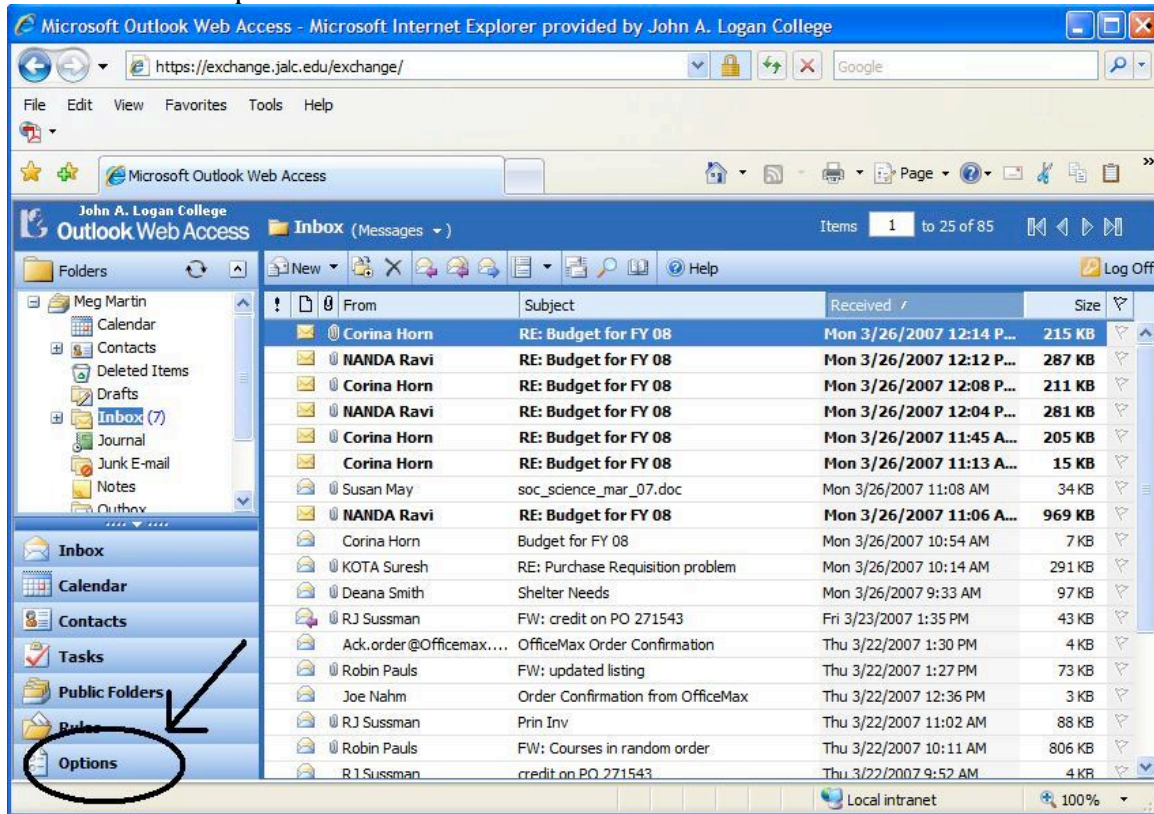 Microsoft Outlook Web Access - Microsoft Internet Explorer provided by John A. Logan College
https://exchange.jalc.edu/exchange/
Google
File Edit View Favorites Tools Help
Microsoft Outlook Web Access
Page
John A. Logan College
Outlook Web Access
Inbox (Messages)
Items 1 to 25 of 85
Folders
New
Help
Log Off
Meg Martin
Calendar
Contacts
Deleted Items
Drafts
Inbox (7)
Journal
Junk E-mail
Notes
Outbox
Inbox
Calendar
Contacts
Tasks
Public Folders
Rules
Options
From Subject Received Size
Corina Horn RE: Budget for FY 08 Mon 3/26/2007 12:14 P... 215 KB
NANDA Ravi RE: Budget for FY 08 Mon 3/26/2007 12:12 P... 287 KB
Corina Horn RE: Budget for FY 08 Mon 3/26/2007 12:08 P... 211 KB
NANDA Ravi RE: Budget for FY 08 Mon 3/26/2007 12:04 P... 281 KB
Corina Horn RE: Budget for FY 08 Mon 3/26/2007 11:45 A... 205 KB
Corina Horn RE: Budget for FY 08 Mon 3/26/2007 11:13 A... 15 KB
Susan May soc_science_mar_07.doc Mon 3/26/2007 11:08 AM 34 KB
NANDA Ravi RE: Budget for FY 08 Mon 3/26/2007 11:06 A... 969 KB
Corina Horn Budget for FY 08 Mon 3/26/2007 10:54 AM 7 KB
KOTA Suresh RE: Purchase Requisition problem Mon 3/26/2007 10:14 AM 291 KB
Deana Smith Shelter Needs Mon 3/26/2007 9:33 AM 97 KB
RJ Sussman FW: credit on PO 271543 Fri 3/23/2007 1:35 PM 43 KB
Ack.order@Officemax.... OfficeMax Order Confirmation Thu 3/22/2007 1:30 PM 4 KB
Robin Pauls FW: updated listing Thu 3/22/2007 1:27 PM 73 KB
Joe Nahm Order Confirmation from OfficeMax Thu 3/22/2007 12:36 PM 3 KB
RJ Sussman Prin Inv Thu 3/22/2007 11:02 AM 88 KB
Robin Pauls FW: Courses in random order Thu 3/22/2007 10:11 AM 806 KB
RJ Sussman credit on PO 271543 Thu 3/22/2007 9:52 AM 4 KB
Local intranet 100%